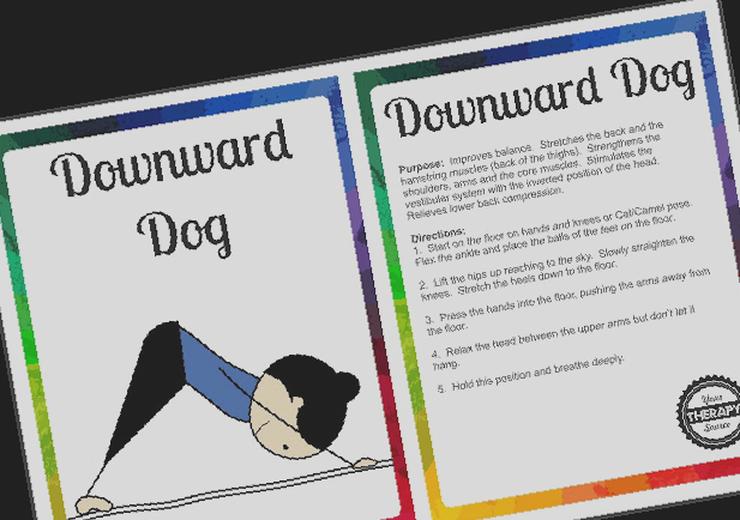 Downward
Dog
Downward Dog
Purpose: Improves balance. Stretches the back and the
hamstring muscles (back of the thighs). Strengthens the
shoulders, arms and the core muscles. Stimulates the
vestibular system with the inverted position of the head.
Relieves lower back compression.
Directions:
1. Start on the floor on hands and knees or Cat/Camel pose.
Flex the ankle and place the balls of the feet on the floor.
2. Lift the hips up reaching to the sky. Slowly straighten the
knees. Stretch the heels down to the floor.
3. Press the hands into the floor, pushing the arms away from
the floor.
4. Relax the head between the upper arms but don't let it
hang.
5. Hold this position and breathe deeply.
Your
THERAPY
Source